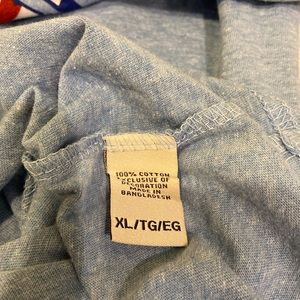 100% COTTON
EXCLUSIVE OF
DECORATION
MADE IN
BANGLADESH
XL/TG/EG